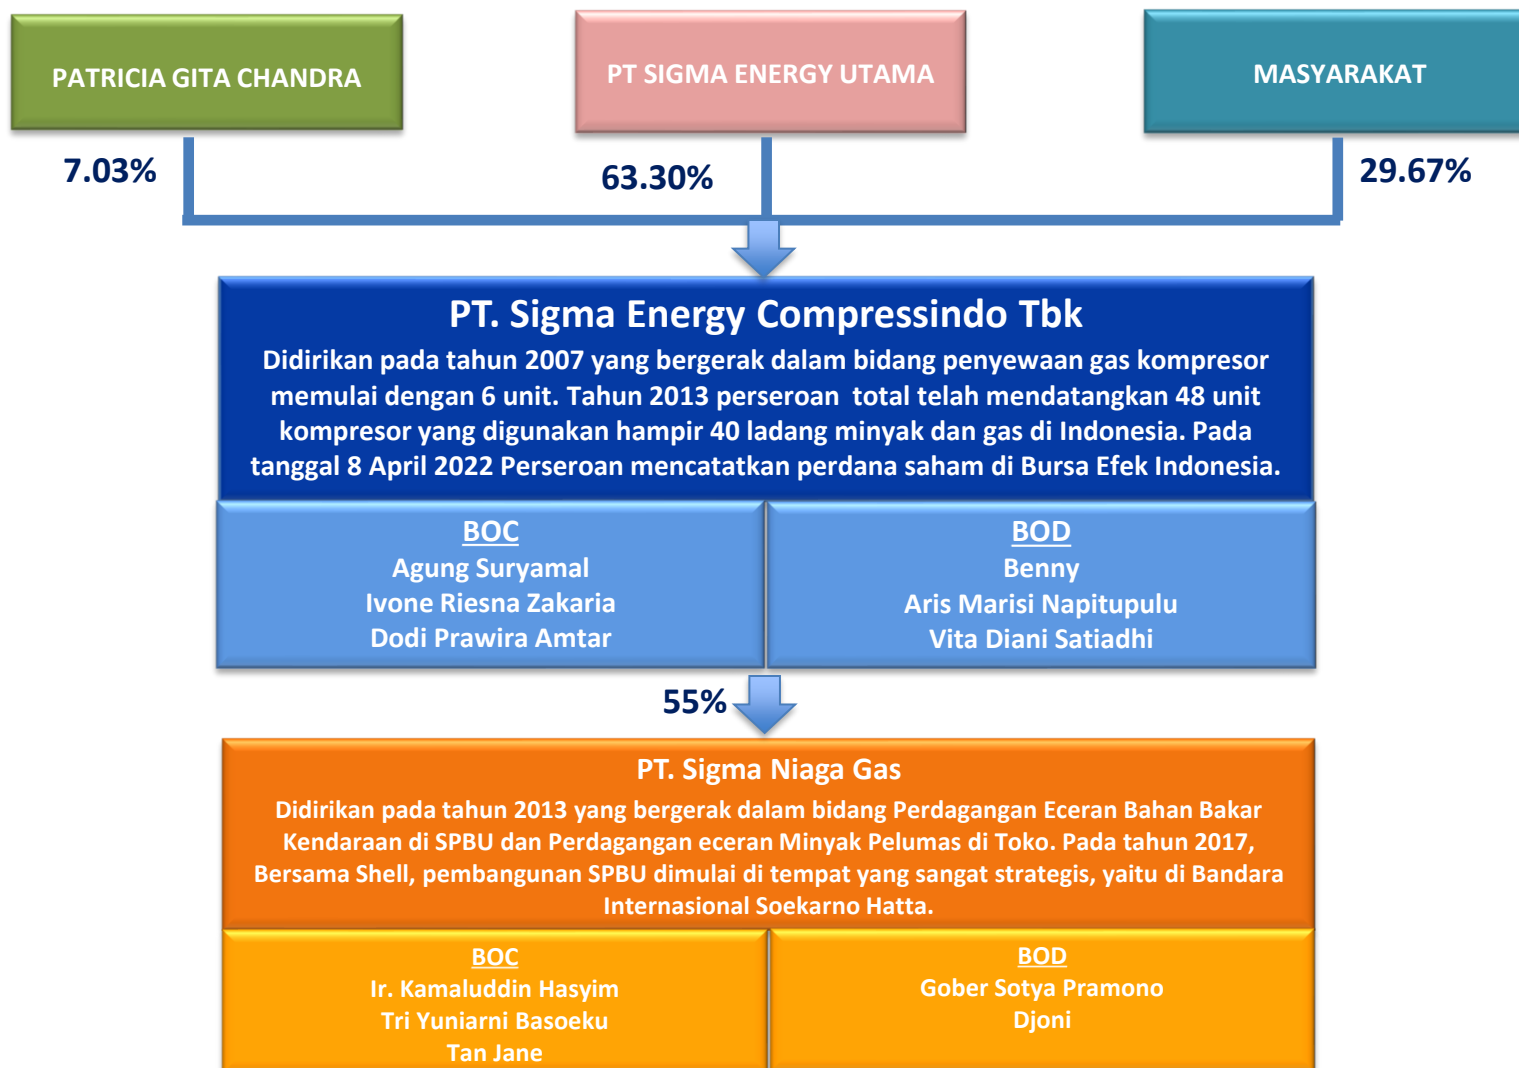 PATRICIA GITA CHANDRA
PT SIGMA ENERGY UTAMA
MASYARAKAT
7.03%
63.30%
29.67%
PT. Sigma Energy Compressindo Tbk
Didirikan pada tahun 2007 yang bergerak dalam bidang penyewaan gas kompresor
memulai dengan 6 unit. Tahun 2013 perseroan total telah mendatangkan 48 unit
kompresor yang digunakan hampir 40 ladang minyak dan gas di Indonesia. Pada
tanggal 8 April 2022 Perseroan mencatatkan perdana saham di Bursa Efek Indonesia.
BOC
Agung Suryamal
Ivone Riesna Zakaria
Dodi Prawira Amtar
BOD
Benny
Aris Marisi Napitupulu
Vita Diani Satiadhi
55%
PT. Sigma Niaga Gas
Didirikan pada tahun 2013 yang bergerak dalam bidang Perdagangan Eceran Bahan Bakar
Kendaraan di SPBU dan Perdagangan eceran Minyak Pelumas di Toko. Pada tahun 2017,
Bersama Shell, pembangunan SPBU dimulai di tempat yang sangat strategis, yaitu di Bandara
Internasional Soekarno Hatta.
BOC
Ir. Kamaluddin Hasyim
Tri Yuniarni Basoeku
Tan Jane
BOD
Gober Sotya Pramono
Djoni